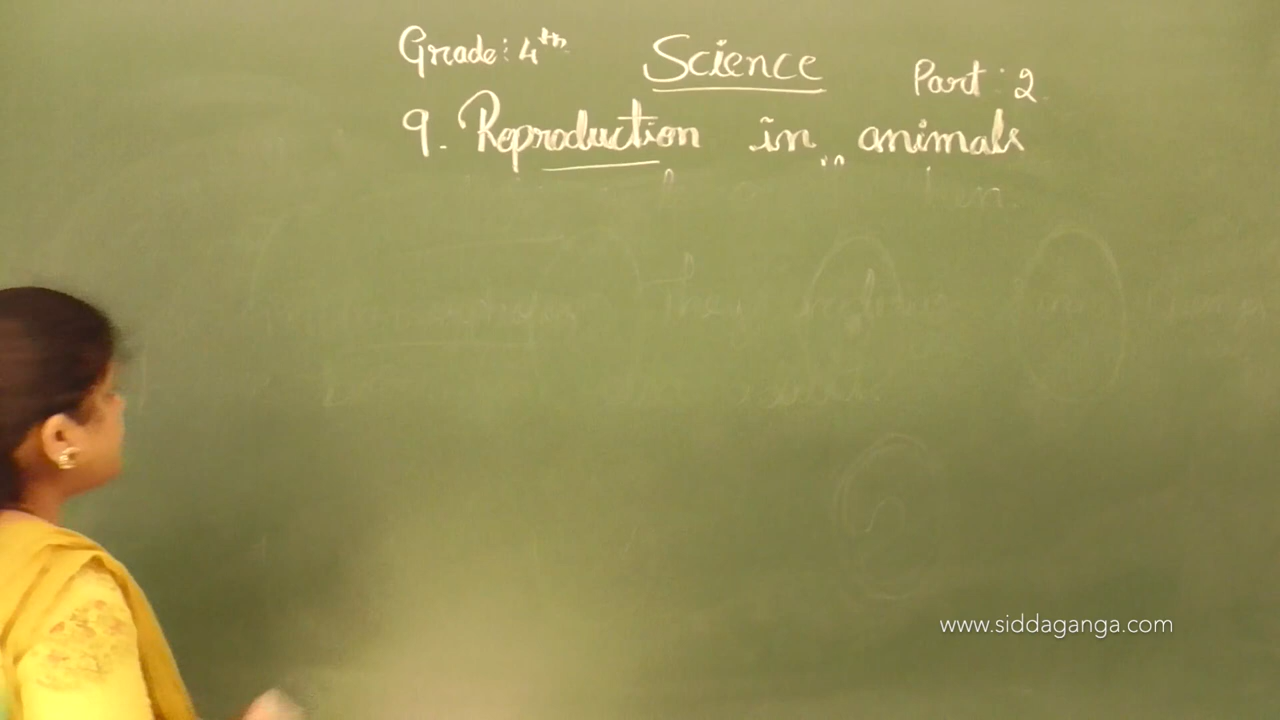 Grade: 4th Science Part: 2
9. Reproduction in animals
www.siddaganga.com